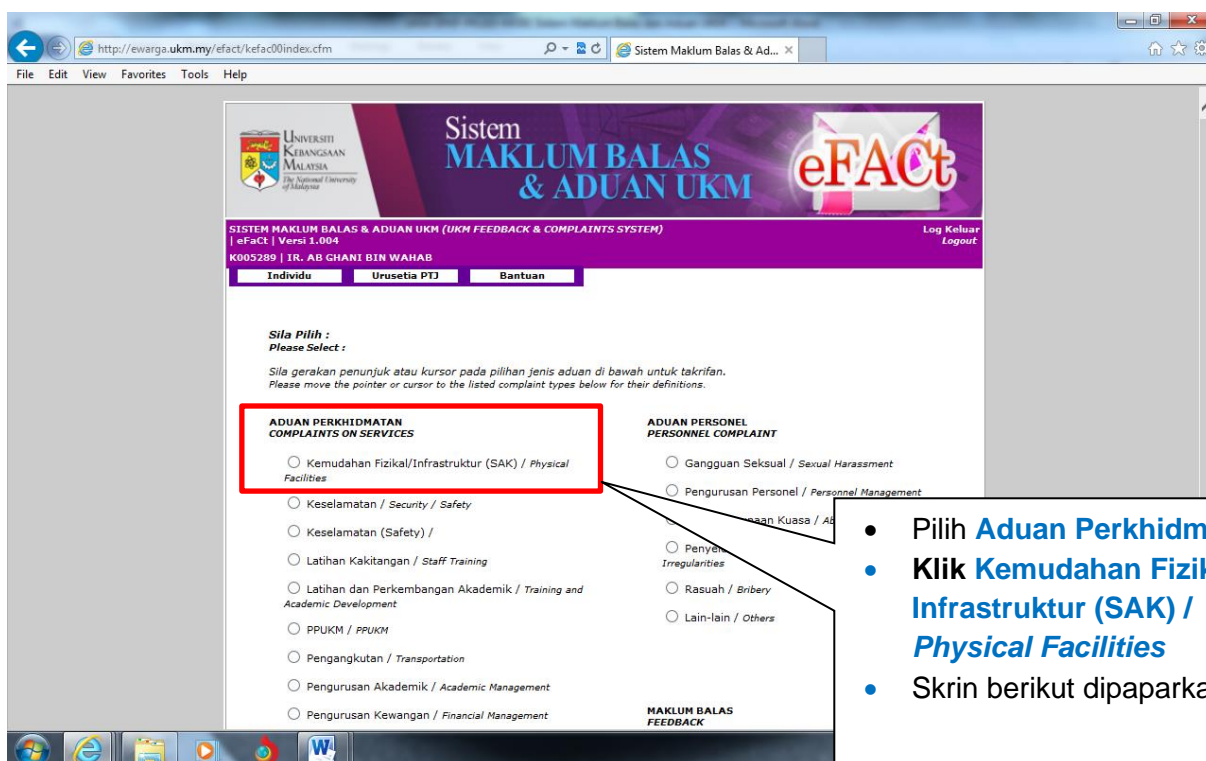 http://ewarga.ukm.my/efact/kefac00index.cfm
Sistem Maklum Balas & Ad...
File Edit View Favorites Tools Help
UNIVERSITI
KEBANGSAAN
MALAYSIA
The National University
of Malaysia
Sistem
MAKLUM BALAS
& ADUAN UKM
eFACt
SISTEM MAKLUM BALAS & ADUAN UKM (UKM FEEDBACK & COMPLAINTS SYSTEM)
| eFaCt | Versi 1.004
Log Keluar
Logout
K005289 | IR. AB GHANI BIN WAHAB
Individu Urusetia PTJ Bantuan
Sila Pilih :
Please Select :
Sila gerakan penunjuk atau kursor pada pilihan jenis aduan di bawah untuk takrifan.
Please move the pointer or cursor to the listed complaint types below for their definitions.
ADUAN PERKHIDMATAN
COMPLAINTS ON SERVICES
Kemudahan Fizikal/Infrastruktur (SAK) / Physical
Facilities
Keselamatan / Security / Safety
Keselamatan (Safety) /
Latihan Kakitangan / Staff Training
Latihan dan Perkembangan Akademik / Training and
Academic Development
PPUKM / PPUKM
Pengangkutan / Transportation
Pengurusan Akademik / Academic Management
Pengurusan Kewangan / Financial Management
ADUAN PERSONEL
PERSONNEL COMPLAINT
Gangguan Seksual / Sexual Harassment
Pengurusan Personel / Personnel Management
Kuasa /
Irregularities
Rasuah / Bribery
Lain-lain / Others
MAKLUM BALAS
FEEDBACK
• Pilih Aduan Perkhidm
• Klik Kemudahan Fizik
Infrastruktur (SAK) /
Physical Facilities
• Skrin berikut dipaparka